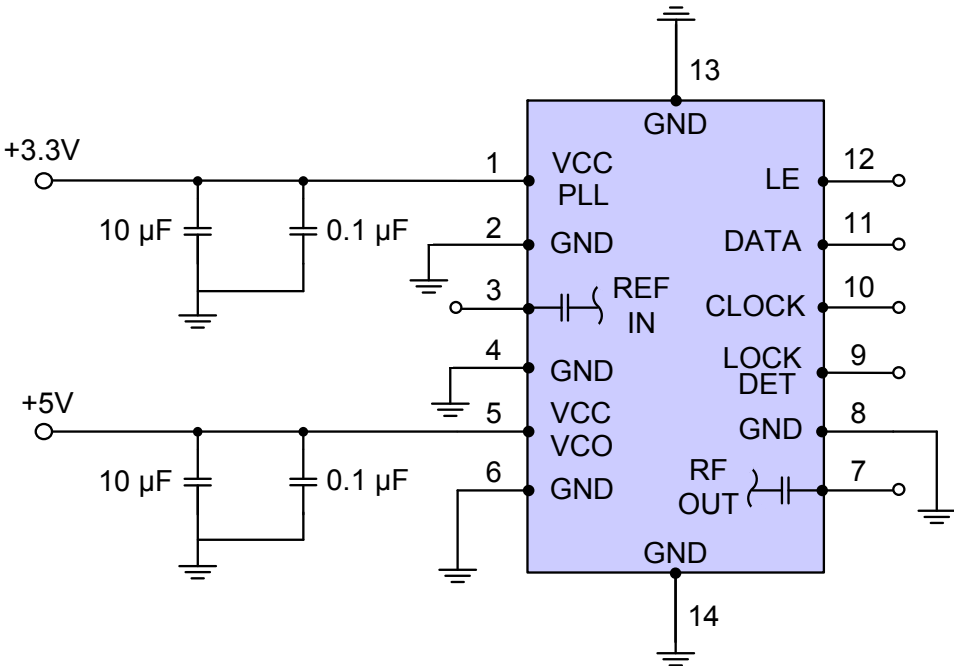 13
GND
+3.3V
1
VCC
PLL
LE
12
10 µF
0.1 µF
2
GND
DATA
11
3
REF
IN
CLOCK
10
4
GND
LOCK
DET
9
+5V
5
VCC
VCO
GND
8
10 µF
0.1 µF
6
GND
RF
OUT
7
GND
14